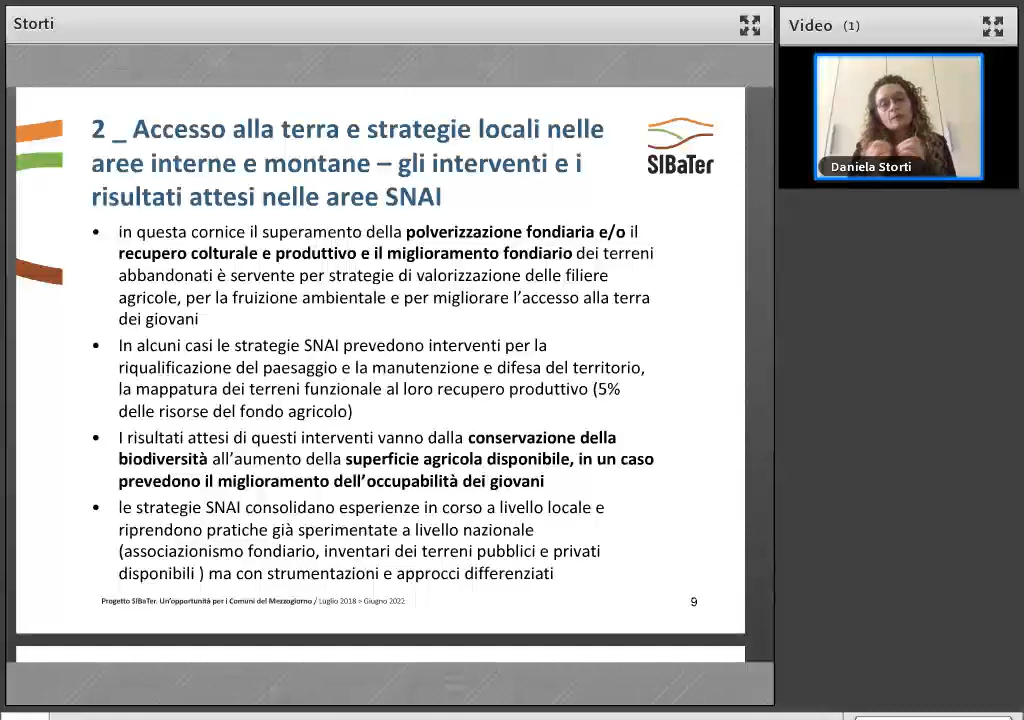 Storti
Video (1)
Daniela Storti
2 _ Accesso alla terra e strategie locali nelle
aree interne e montane – gli interventi e i
risultati attesi nelle aree SNAI
SIBaTer
• in questa cornice il superamento della polverizzazione fondiaria e/o il
recupero colturale e produttivo e il miglioramento fondiario dei terreni
abbandonati è servente per strategie di valorizzazione delle filiere
agricole, per la fruizione ambientale e per migliorare l’accesso alla terra
dei giovani
• In alcuni casi le strategie SNAI prevedono interventi per la
riqualificazione del paesaggio e la manutenzione e difesa del territorio,
la mappatura dei terreni funzionale al loro recupero produttivo (5%
delle risorse del fondo agricolo)
• I risultati attesi di questi interventi vanno dalla conservazione della
biodiversità all’aumento della superficie agricola disponibile, in un caso
prevedono il miglioramento dell’occupabilità dei giovani
• le strategie SNAI consolidano esperienze in corso a livello locale e
riprendono pratiche già sperimentate a livello nazionale
(associazionismo fondiario, inventari dei terreni pubblici e privati
disponibili ) ma con strumentazioni e approcci differenziati
Progetto SIBaTer. Un’opportunità per i Comuni del Mezzogiorno / Luglio 2018 > Giugno 2022
9